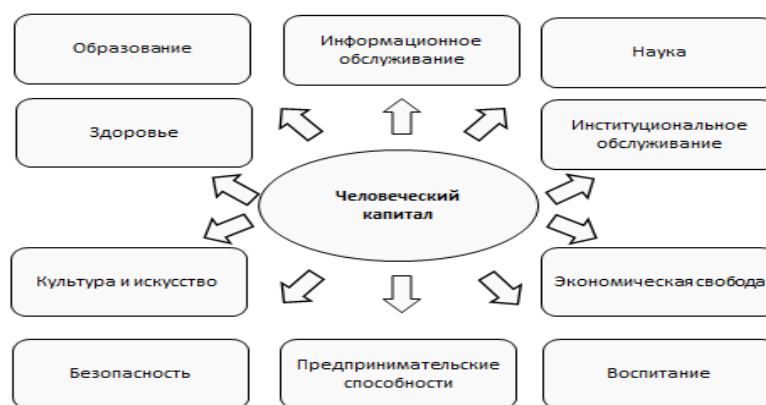 Образование
Информационное
обслуживание
Наука
Здоровье
Институциональное
обслуживание
Человеческий
капитал
Культура и искусство
Экономическая свобода
Безопасность
Предпринимательские
способности
Воспитание